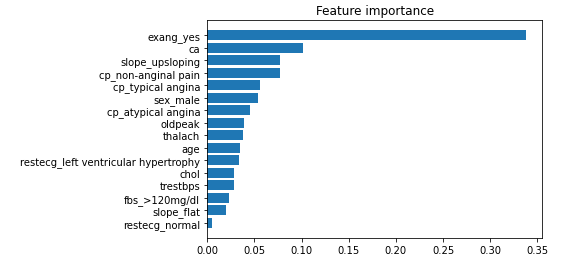 Feature importance
exang_yes
ca
slope_upsloping
cp_non-anginal pain
cp_typical angina
sex_male
cp_atypical angina
oldpeak
thalach
age
restecg_left ventricular hypertrophy
chol
trestbps
fbs_>120mg/dl
slope_flat
restecg_normal
0.00 0.05 0.10 0.15 0.20 0.25 0.30 0.35